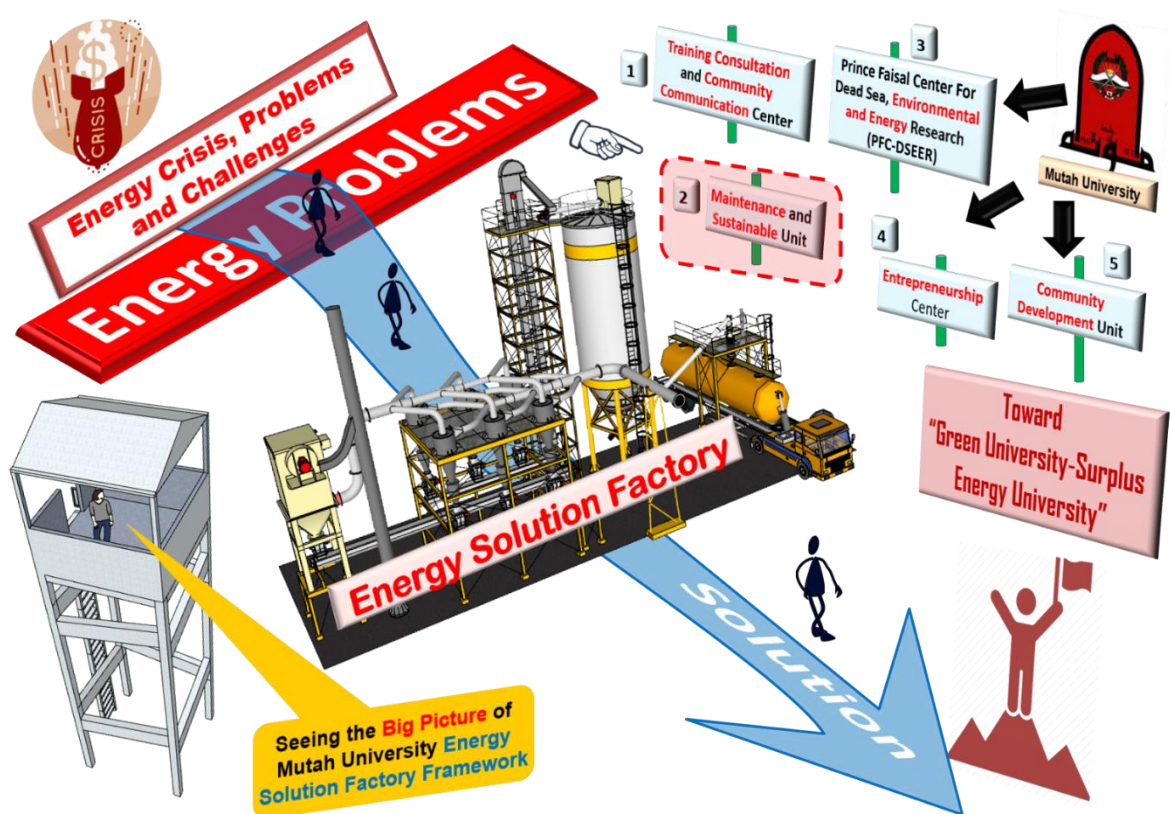 $
CRISIS
Energy Crisis, Problems
and Challenges
Energy Problems
1
Training Consultation
and Community
Communication Center
3
Prince Faisal Center For
Dead Sea, Environmental
and Energy Research
(PFC-DSEER)
Mutah University
2
Maintenance and
Sustainable Unit
4
Entrepreneurship
Center
5
Community
Development Unit
Toward
“Green University-Surplus
Energy University”
Energy Solution Factory
Solution
Seeing the Big Picture of
Mutah University Energy
Solution Factory Framework